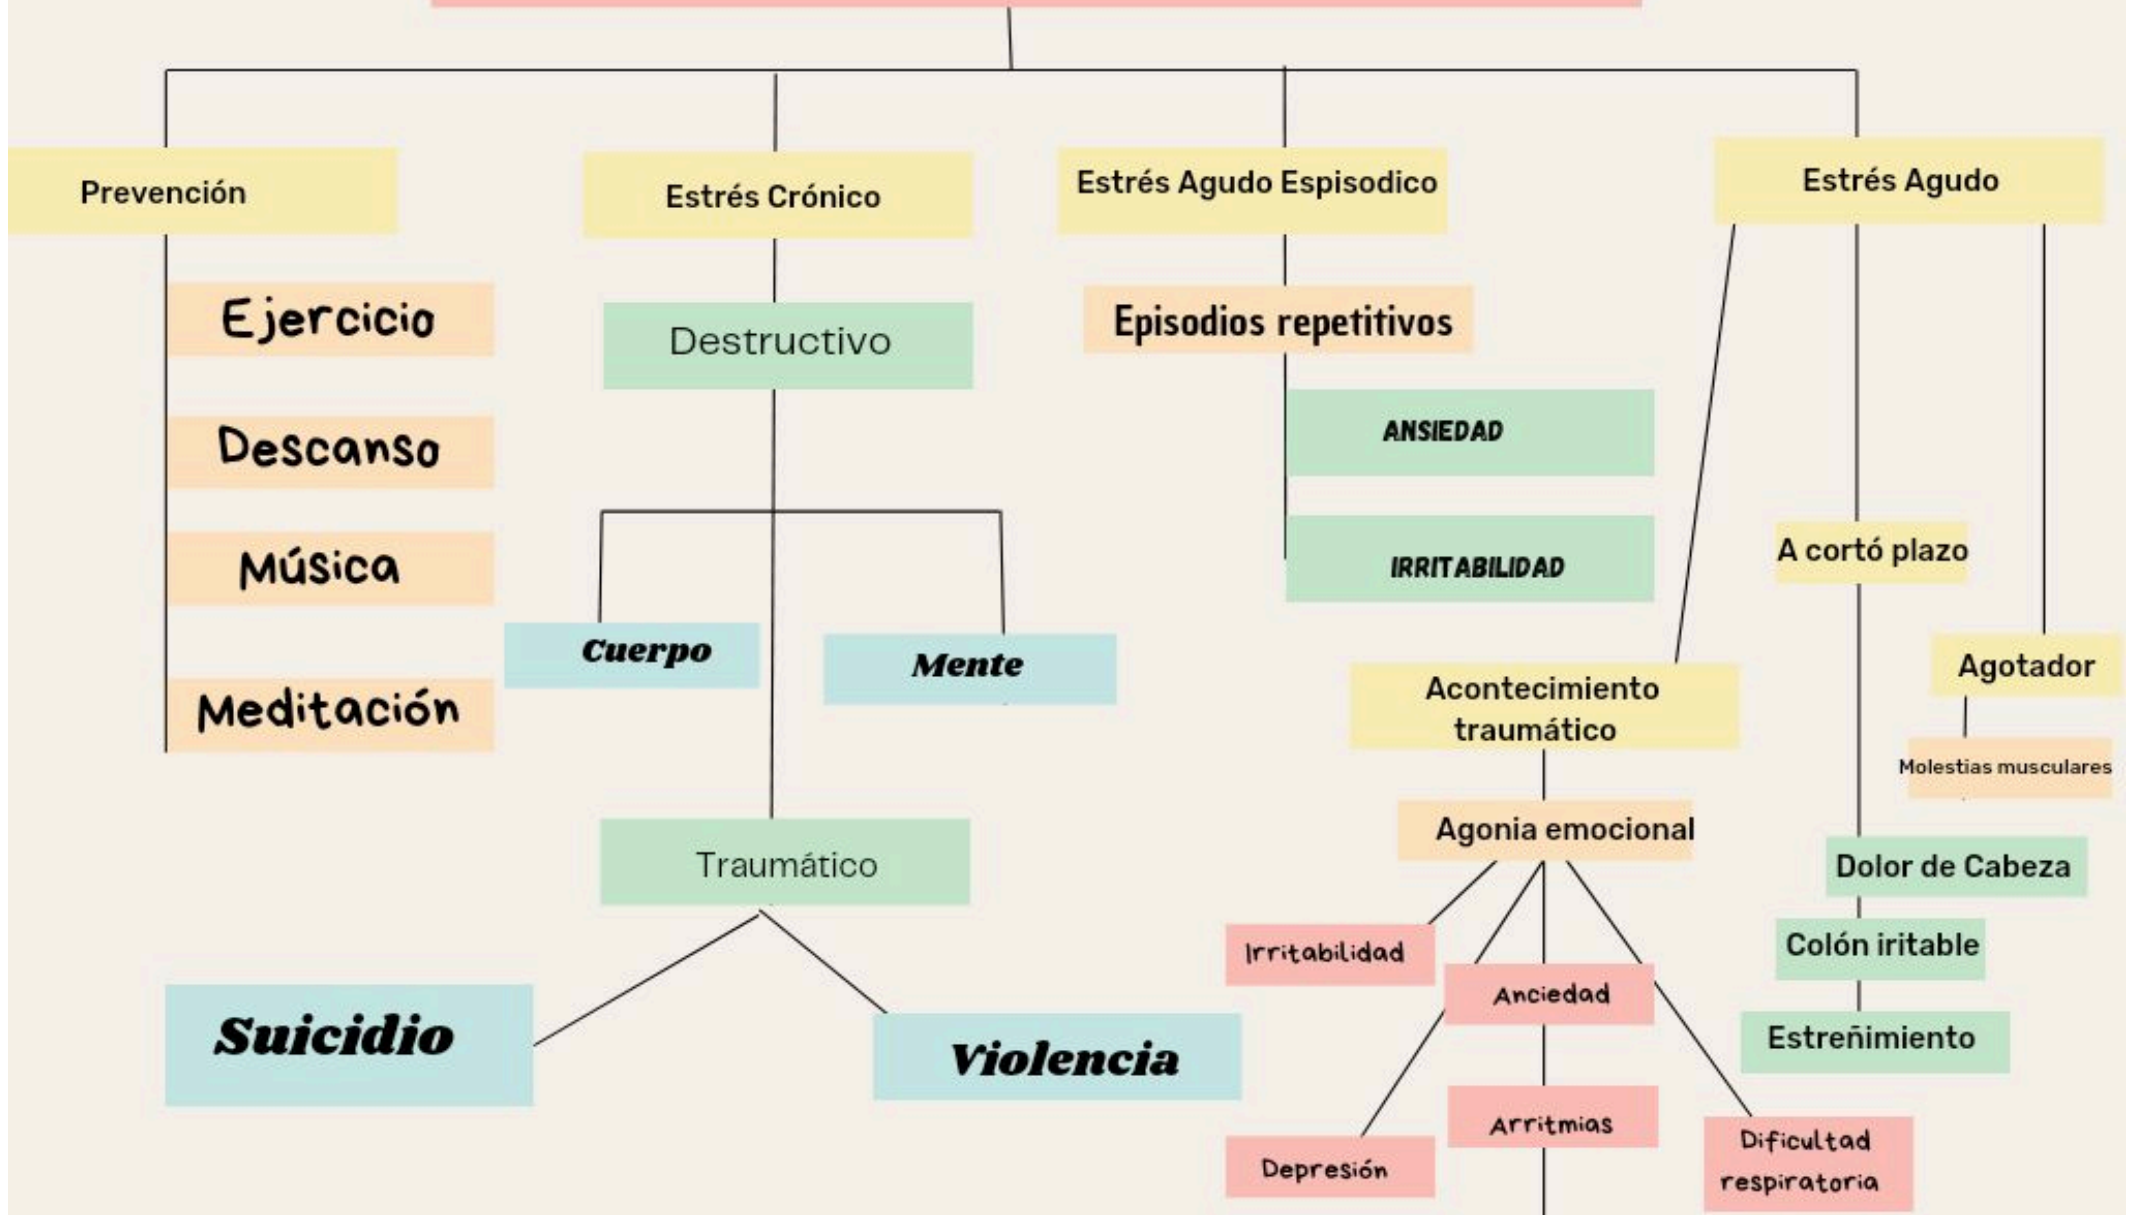 Prevención
Estrés Crónico
Estrés Agudo Espisodico
Estrés Agudo
Ejercicio
Descanso
Música
Meditación
Destructivo
Cuerpo
Mente
Traumático
Suicidio
Violencia
Episodios repetitivos
ANSIEDAD
IRRITABILIDAD
Acontecimiento
traumático
Agonia emocional
Irritabilidad
Anciedad
Depresión
Arritmias
Dificultad
respiratoria
A cortó plazo
Dolor de Cabeza
Colón iritable
Estreñimiento
Agotador
Molestias musculares